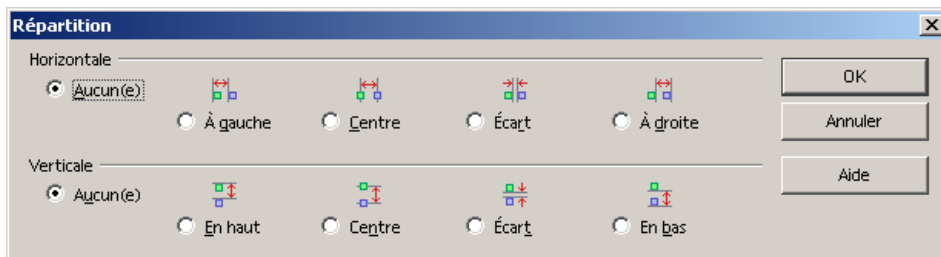 Répartition
Horizontale
Aucun(e)
À gauche
Centre
Écart
À droite
Verticale
Aucun(e)
En haut
Centre
Écart
En bas
OK
Annuler
Aide